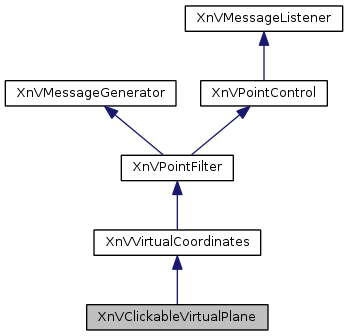 XnVMessageListener
XnVMessageGenerator
XnVPointControl
XnVPointFilter
XnVVirtualCoordinates
XnVClickableVirtualPlane